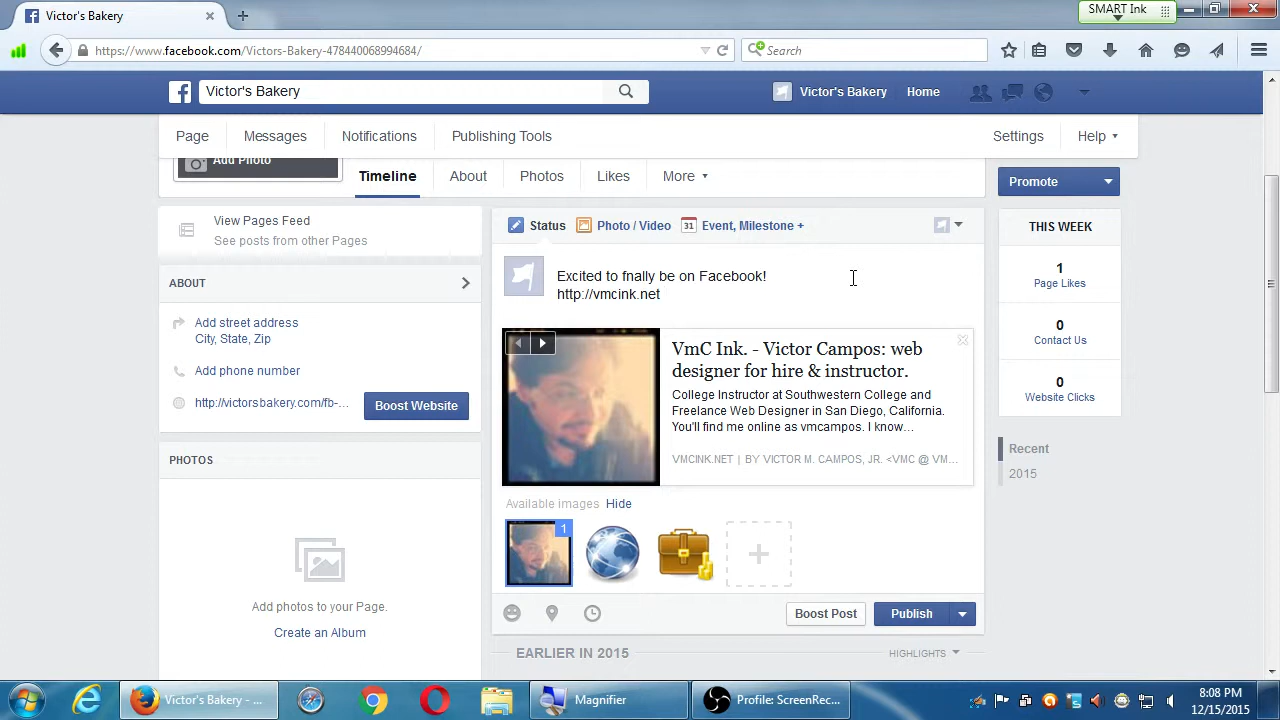 Victor's Bakery
SMART Ink
https://www.facebook.com/Victors-Bakery-478440068994684/
Search
Victor's Bakery
Victor's Bakery
Home
Page
Messages
Notifications
Publishing Tools
Settings
Help
Add Photo
Timeline
About
Photos
Likes
More
Promote
View Pages Feed
See posts from other Pages
Status
Photo / Video
31
Event, Milestone +
THIS WEEK
1
Page Likes
0
Contact Us
0
Website Clicks
Recent
2015
ABOUT
Add street address
City, State, Zip
Add phone number
http://victorsbakery.com/fb-...
Boost Website
Excited to fnally be on Facebook!
http://vmcink.net
VmC Ink. - Victor Campos: web
designer for hire & instructor.
College Instructor at Southwestern College and
Freelance Web Designer in San Diego, California.
You'll find me online as vmcampos. I know...
VMCINK.NET | BY VICTOR M. CAMPOS, JR. <VMC @ VM...
PHOTOS
Available images Hide
1
Add photos to your Page.
Create an Album
Boost Post
Publish
EARLIER IN 2015
HIGHLIGHTS
Victor's Bakery - ...
Magnifier
Profile: ScreenRec...
8:08 PM
12/15/2015